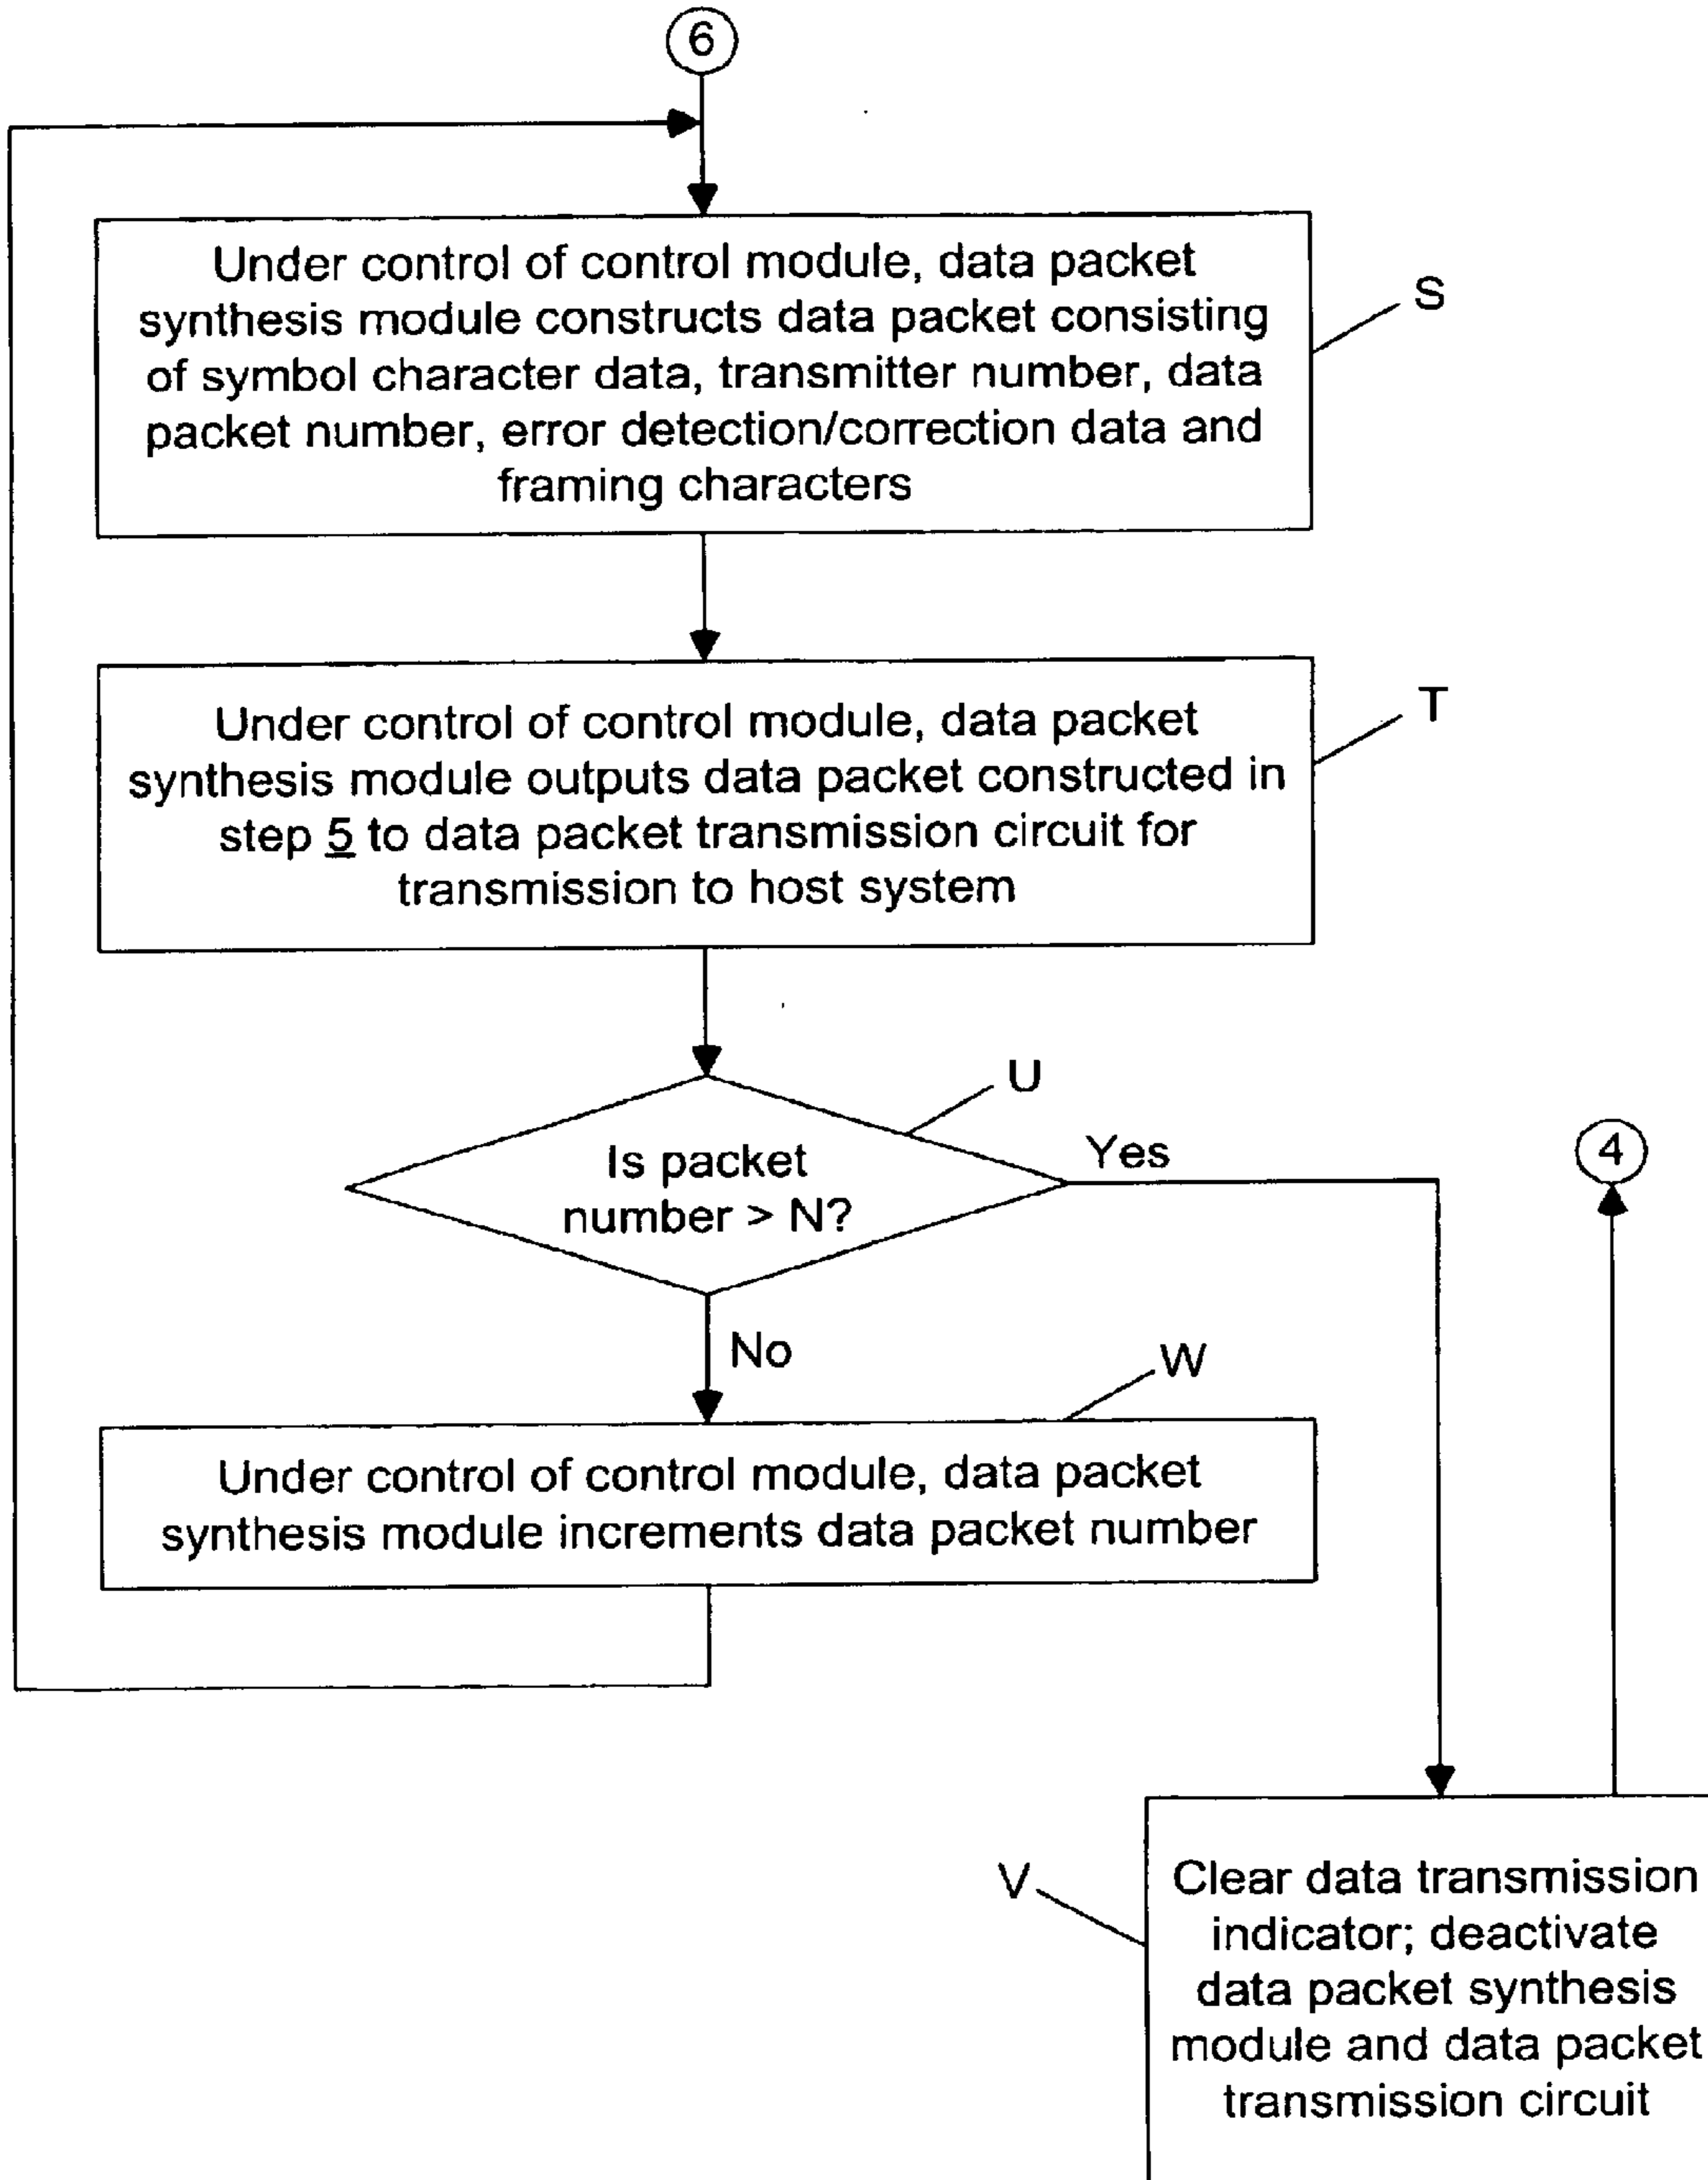 6
Under control of control module, data packet
synthesis module constructs data packet consisting
of symbol character data, transmitter number, data
packet number, error detection/correction data and
framing characters
S
Under control of control module, data packet
synthesis module outputs data packet constructed in
step 5 to data packet transmission circuit for
transmission to host system
T
U
Is packet
number > N?
Yes
4
No
W
Under control of control module, data packet
synthesis module increments data packet number
V
Clear data transmission
indicator; deactivate
data packet synthesis
module and data packet
transmission circuit